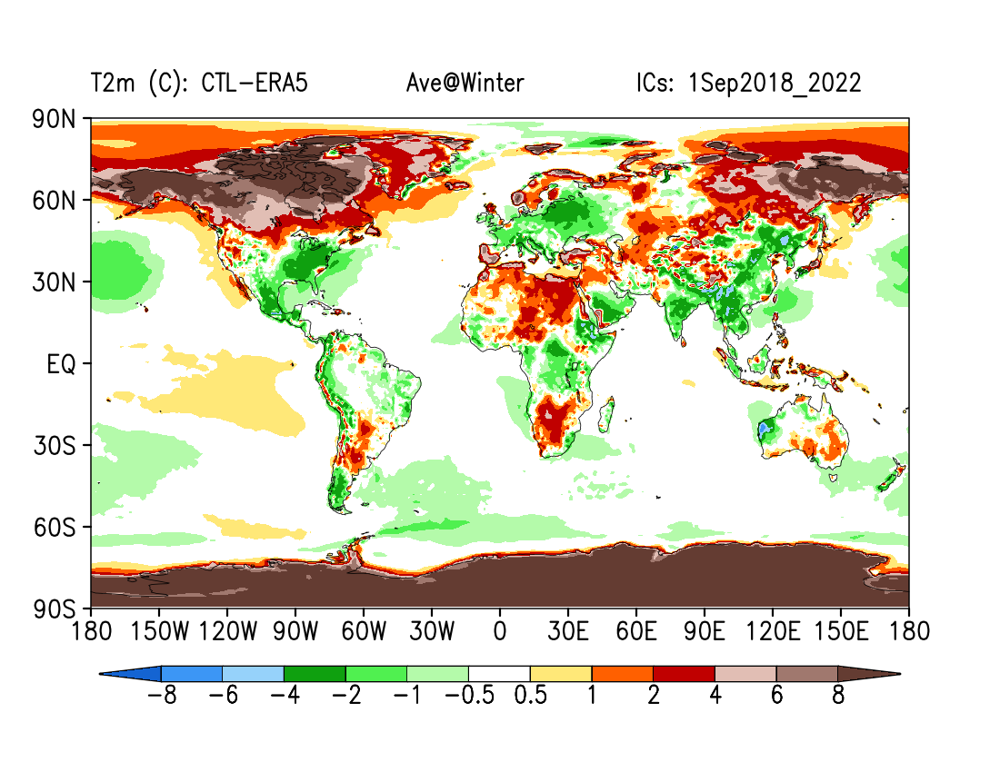 T2m (C): CTL−ERA5 Ave@Winter ICs: 1Sep2018_2022
90N
60N
30N
EQ
30S
60S
90S
180 150W 120W 90W 60W 30W 0 30E 60E 90E 120E 150E 180
−8 −6 −4 −2 −1 −0.5 0.5 1 2 4 6 8